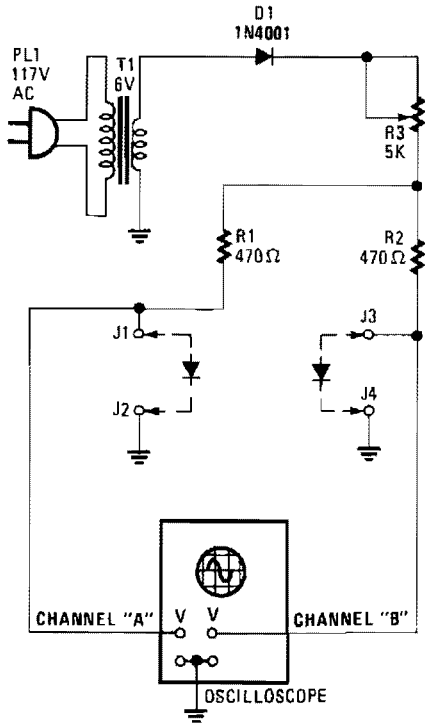 D1
1N4001
PL1
117V
AC
T1
6V
R3
5K
R1
470Ω
R2
470Ω
J1
J3
J2
J4
CHANNEL "A"
V
V
CHANNEL "B"
OSCILLOSCOPE